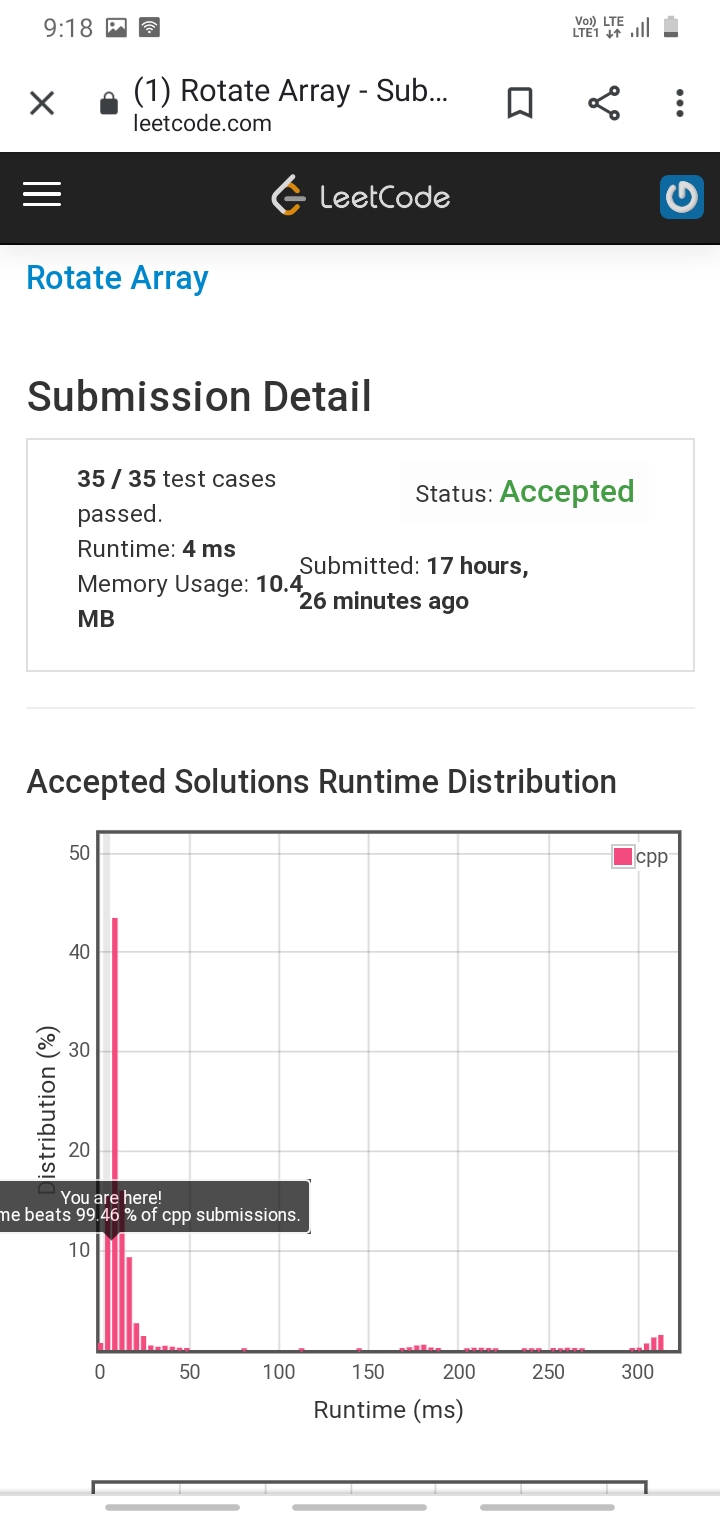 9:18
Vo)) LTE
LTE1
(1) Rotate Array - Sub...
leetcode.com
LeetCode
Rotate Array
Submission Detail
35 / 35 test cases
passed.
Status: Accepted
Runtime: 4 ms
Memory Usage: 10.4
MB
Submitted: 17 hours,
26 minutes ago
Accepted Solutions Runtime Distribution
cpp
50
40
30
20
10
Distribution (%)
You are here!
me beats 99.46 % of cpp submissions.
0 50 100 150 200 250 300
Runtime (ms)